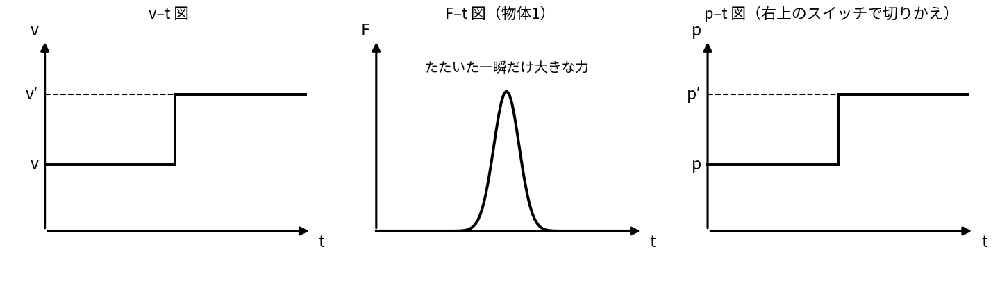 v–t 図
v
v′
v
t
F–t 図（物体1）
F
たたいた一瞬だけ大きな力
t
p–t 図（右上のスイッチで切りかえ）
p
p′
p
t